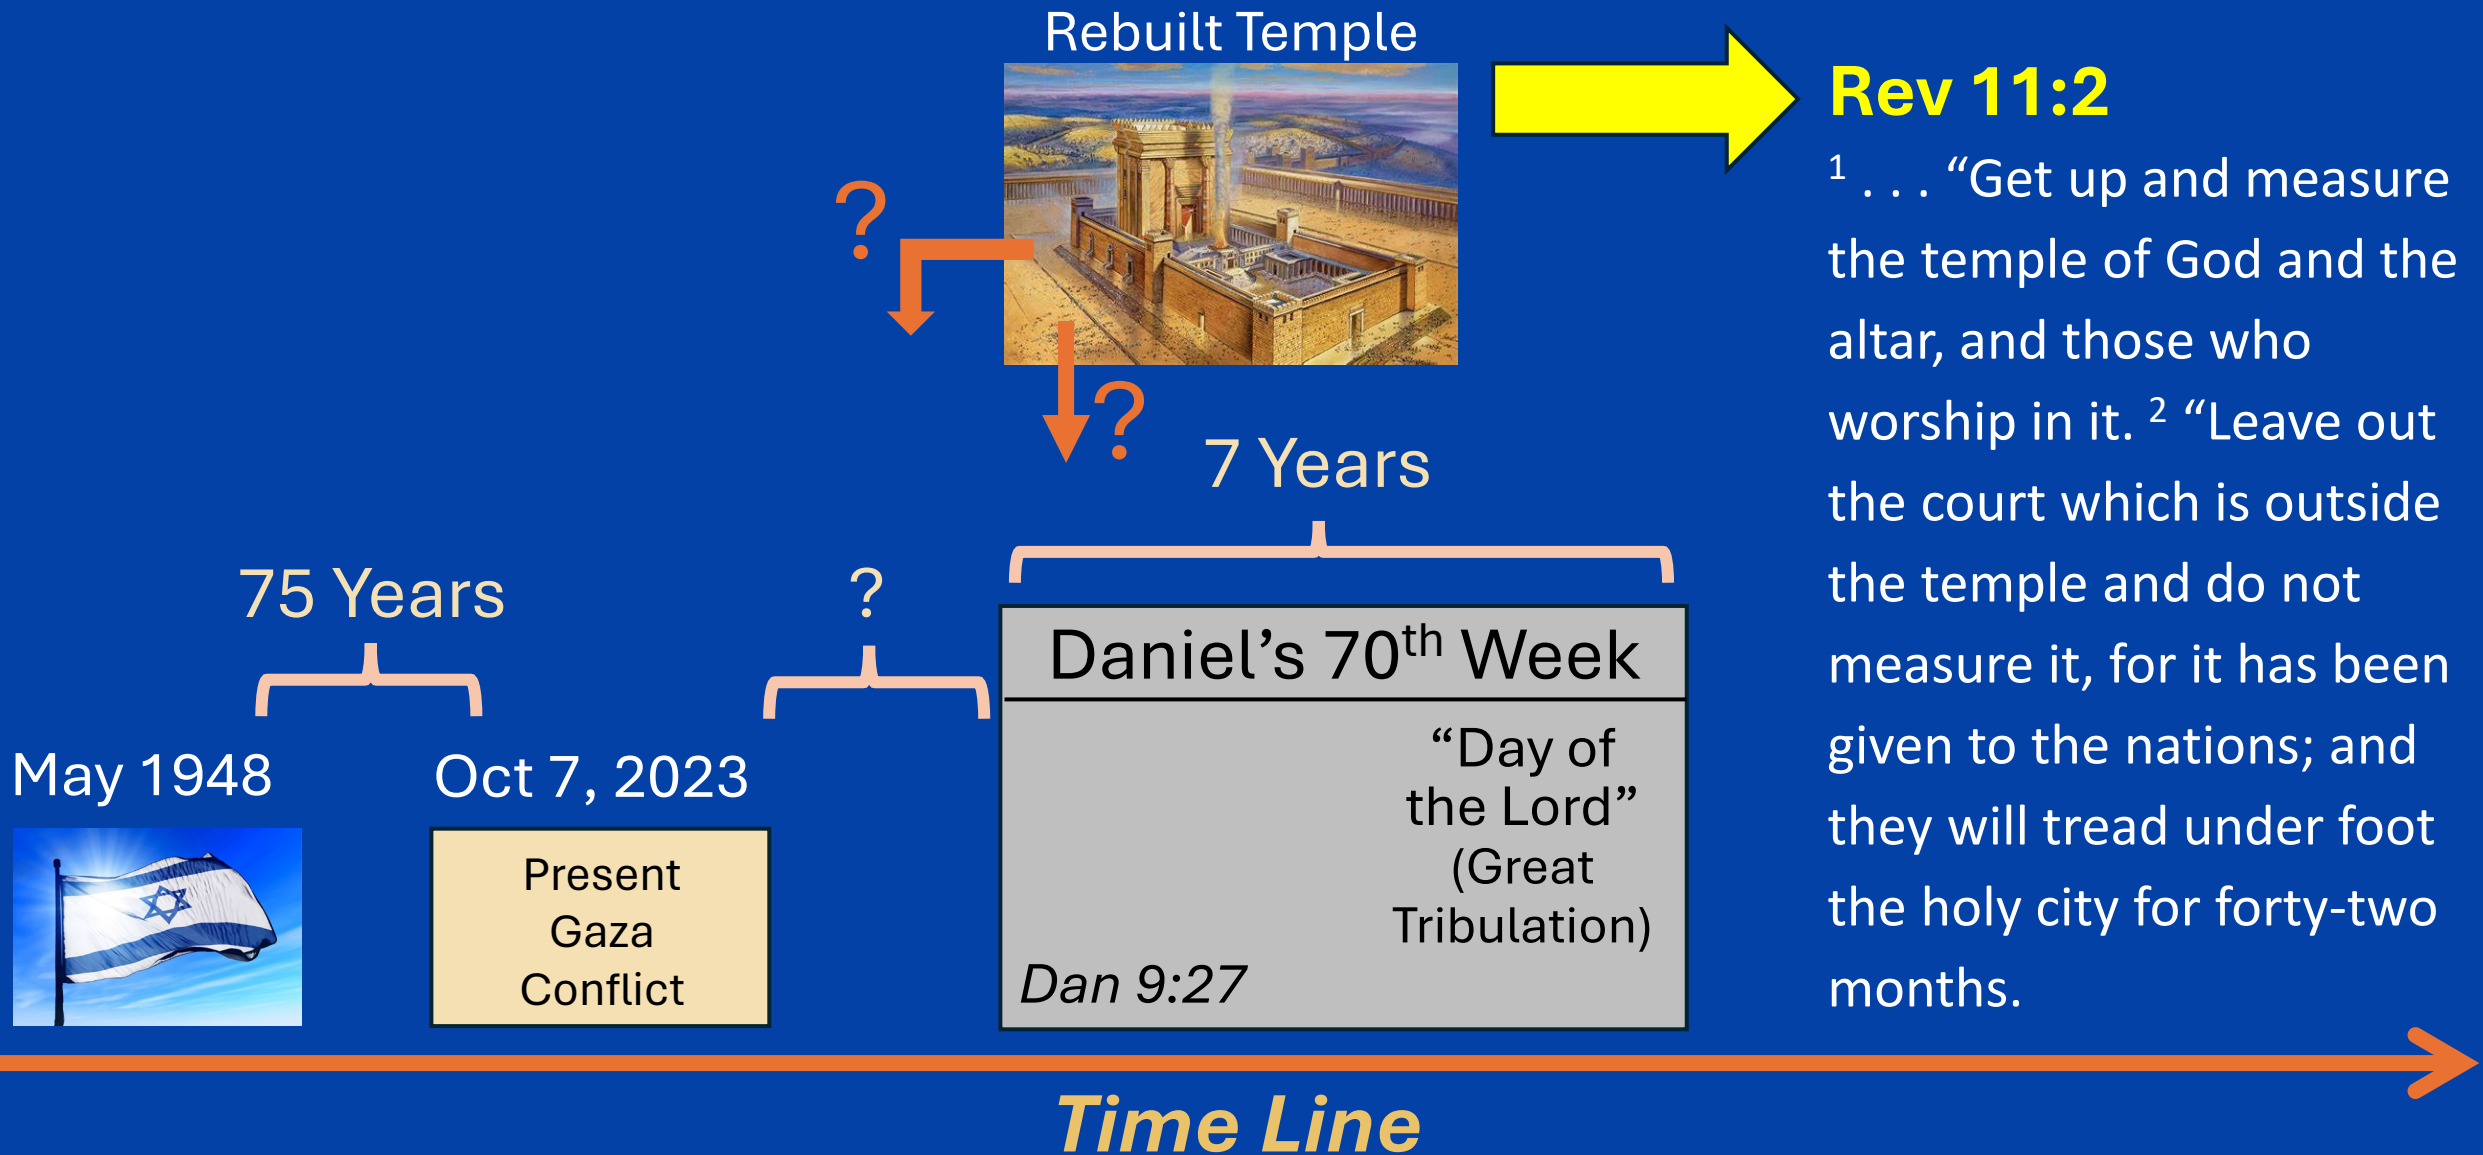 Rebuilt Temple
?
?
7 Years
75 Years
?
May 1948
Oct 7, 2023
Present
Gaza
Conflict
Daniel’s 70th Week
“Day of
the Lord”
(Great
Tribulation)
Dan 9:27
Rev 11:2
1 . . . “Get up and measure
the temple of God and the
altar, and those who
worship in it. 2 “Leave out
the court which is outside
the temple and do not
measure it, for it has been
given to the nations; and
they will tread under foot
the holy city for forty-two
months.
Time Line